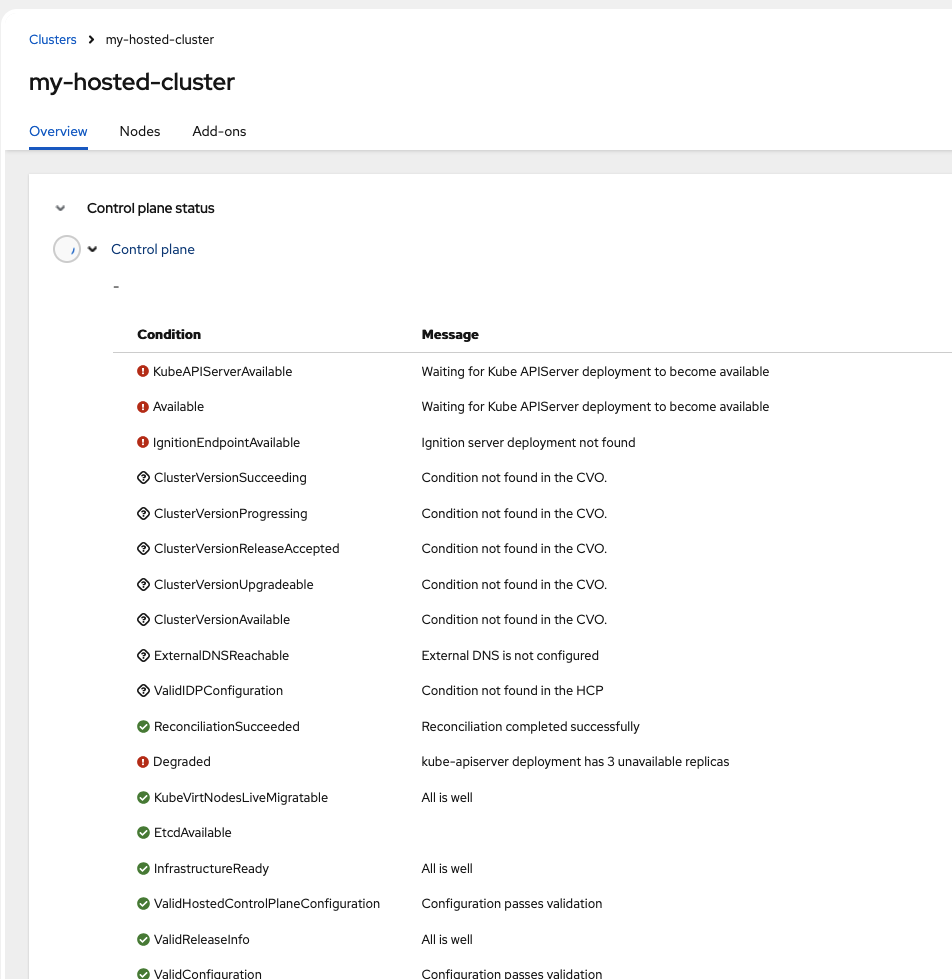 Clusters > my-hosted-cluster
my-hosted-cluster
Overview Nodes Add-ons
Control plane status
Control plane
-
Condition Message
KubeAPIServerAvailable Waiting for Kube APIServer deployment to become available
Available Waiting for Kube APIServer deployment to become available
IgnitionEndpointAvailable Ignition server deployment not found
ClusterVersionSucceeding Condition not found in the CVO.
ClusterVersionProgressing Condition not found in the CVO.
ClusterVersionReleaseAccepted Condition not found in the CVO.
ClusterVersionUpgradeable Condition not found in the CVO.
ClusterVersionAvailable Condition not found in the CVO.
ExternalDNSReachable External DNS is not configured
ValidIDPConfiguration Condition not found in the HCP
ReconciliationSucceeded Reconciliation completed successfully
Degraded kube-apiserver deployment has 3 unavailable replicas
KubeVirtNodesLiveMigratable All is well
EtcdAvailable
InfrastructureReady All is well
ValidHostedControlPlaneConfiguration Configuration passes validation
ValidReleaseInfo All is well
ValidConfiguration Configuration passes validation